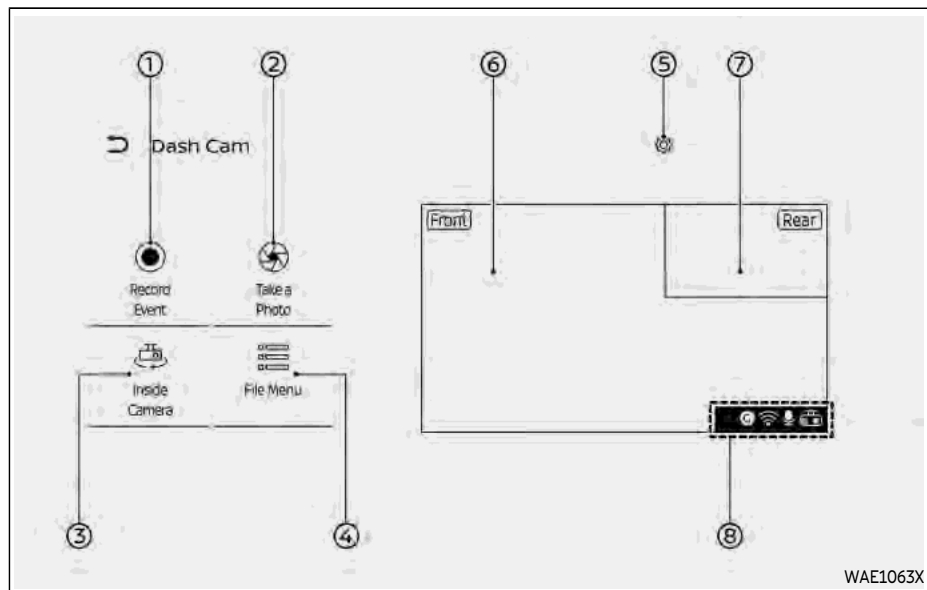 ① ② ⑥ ⑤ ⑦
Dash Cam
Front
Rear
Record
Event
Take a
Photo
Inside
Camera
File Menu
G
③ ④ ⑧
WAE1063X